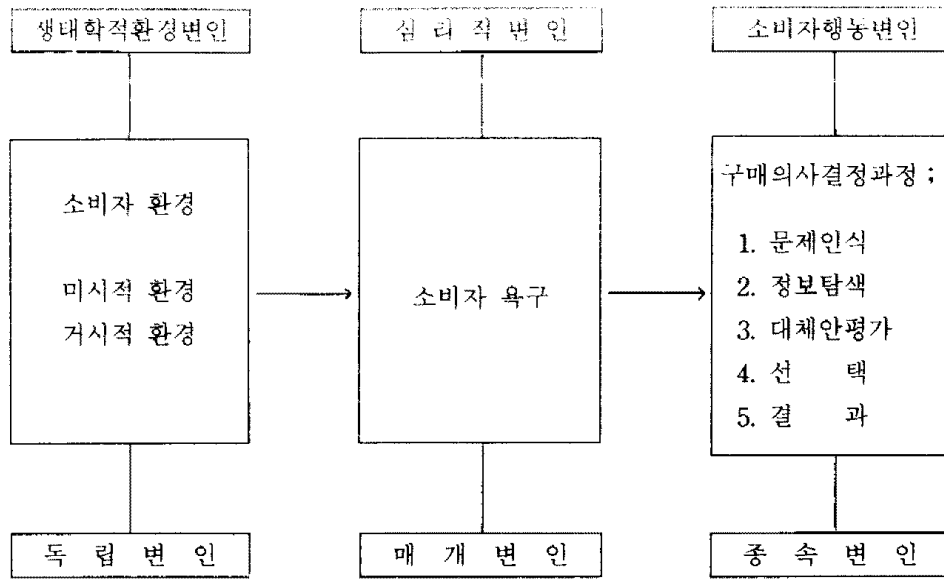 생태학적환경변인
심 리 적 변 인
소비자행동변인
소비자 환경
미시적 환경
거시적 환경
소비자 욕구
구매의사결정과정 ;
1. 문제인식
2. 정보탐색
3. 대체안평가
4. 선 택
5. 결 과
독 립 변 인
매 개 변 인
종 속 변 인